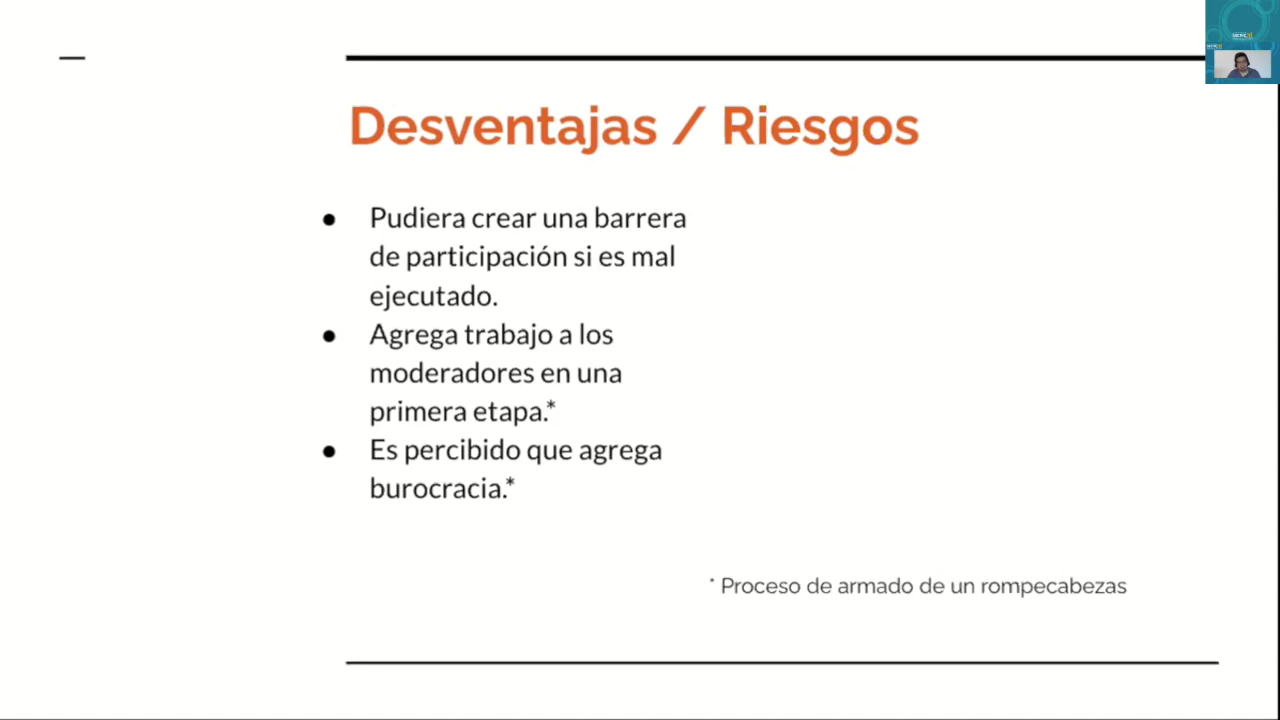 Desventajas / Riesgos
● Pudiera crear una barrera
de participación si es mal
ejecutado.
● Agrega trabajo a los
moderadores en una
primera etapa.*
● Es percibido que agrega
burocracia.*
* Proceso de armado de un rompecabezas